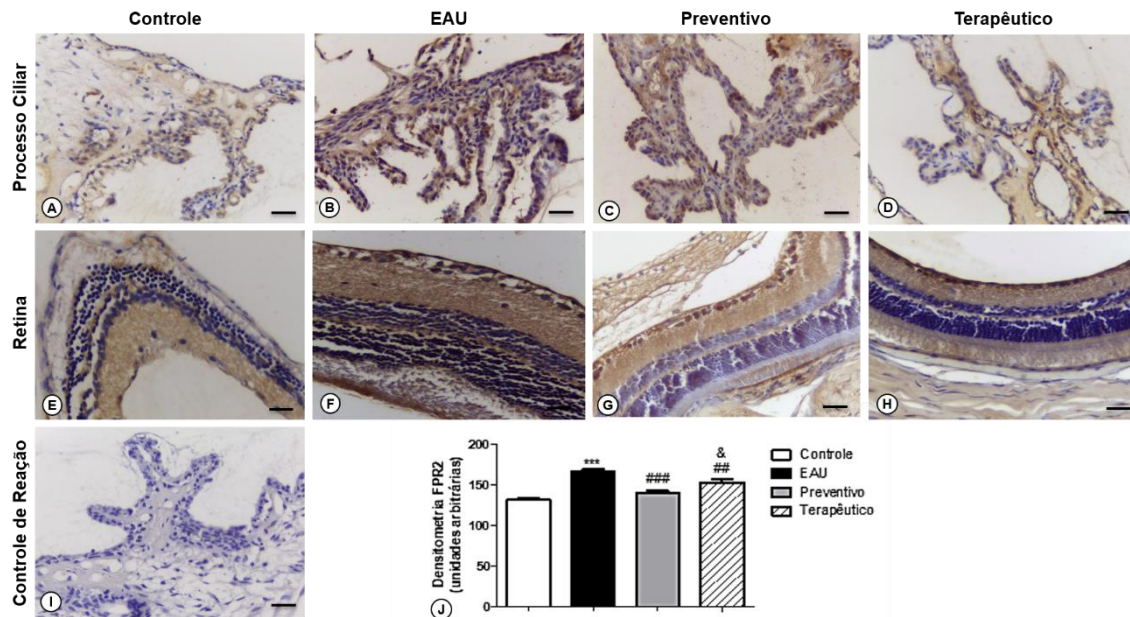 Controle EAU Preventivo Terapêutico
Processo Ciliar
A B C D
Retina
E F G H
Controle de Reação
I
Densitometria FPR2
(unidades arbitrárias)
200
150
100
50
0
***
###
&
##
Controle
EAU
Preventivo
Terapêutico
J